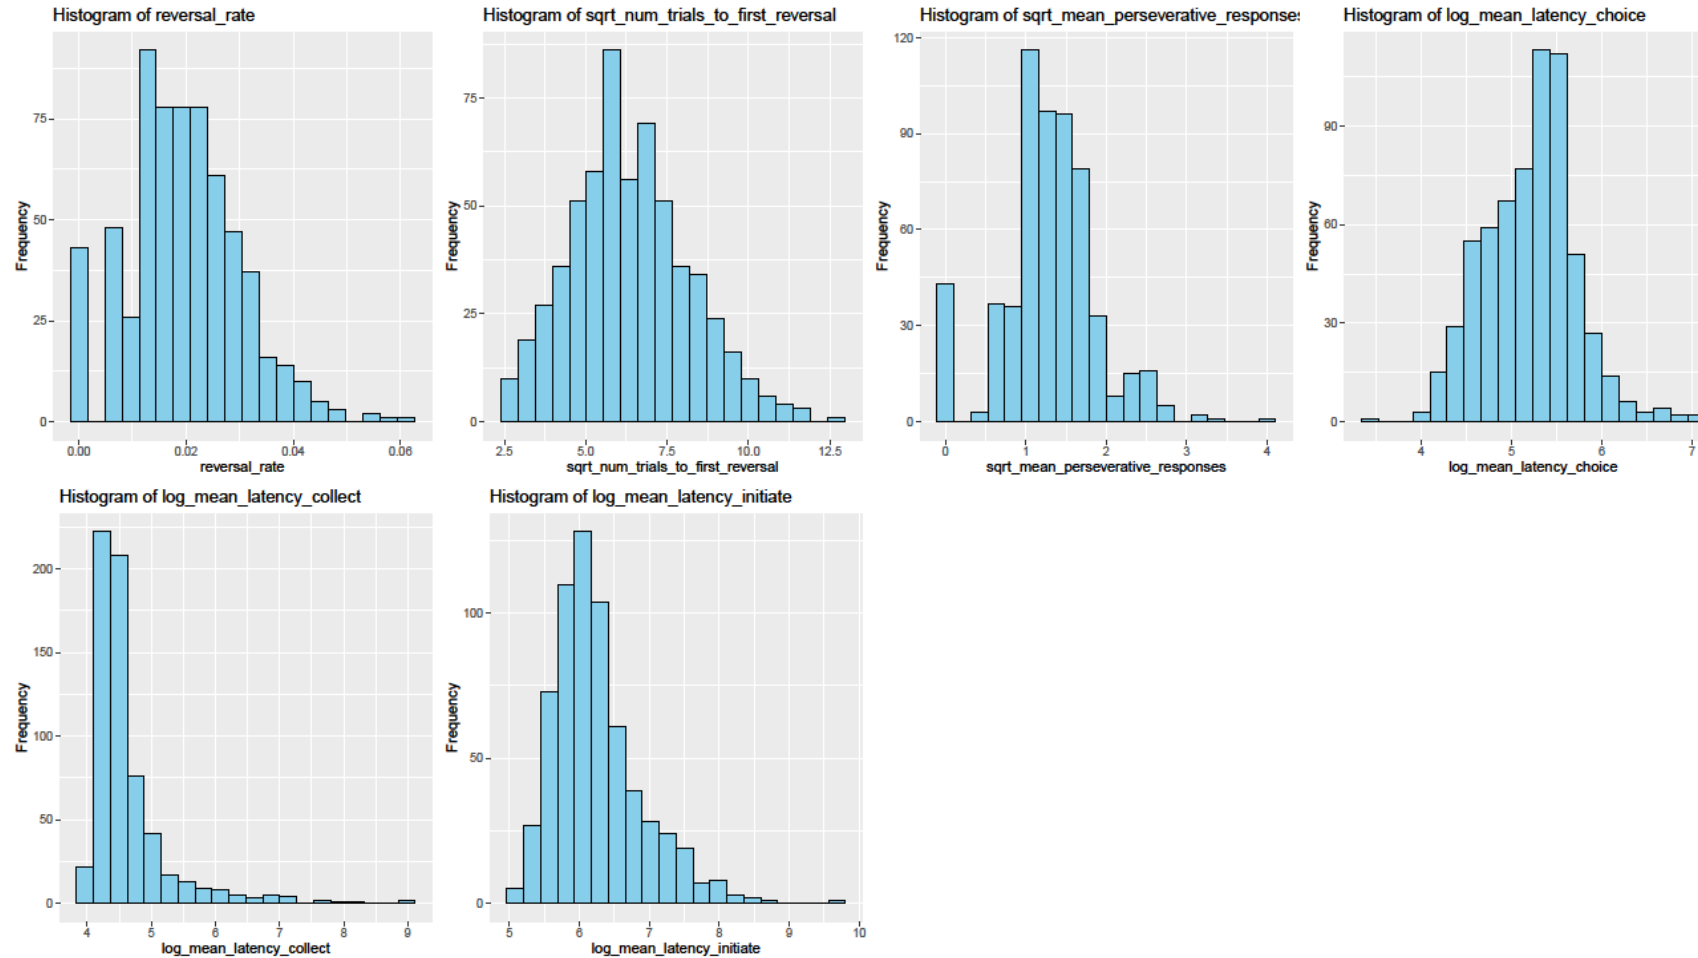 Histogram of reversal_rate
Frequency
75
50
25
0
0.00 0.02 0.04 0.06
reversal_rate
Histogram of sqrt_num_trials_to_first_reversal
Frequency
75
50
25
0
2.5 5.0 7.5 10.0 12.5
sqrt_num_trials_to_first_reversal
Histogram of sqrt_mean_perseverative_responses
Frequency
120
90
60
30
0
0 1 2 3 4
sqrt_mean_perseverative_responses
Histogram of log_mean_latency_choice
Frequency
90
60
30
0
4 5 6 7
log_mean_latency_choice
Histogram of log_mean_latency_collect
Frequency
200
150
100
50
0
4 5 6 7 8 9
log_mean_latency_collect
Histogram of log_mean_latency_initiate
Frequency
100
50
0
5 6 7 8 9 10
log_mean_latency_initiate